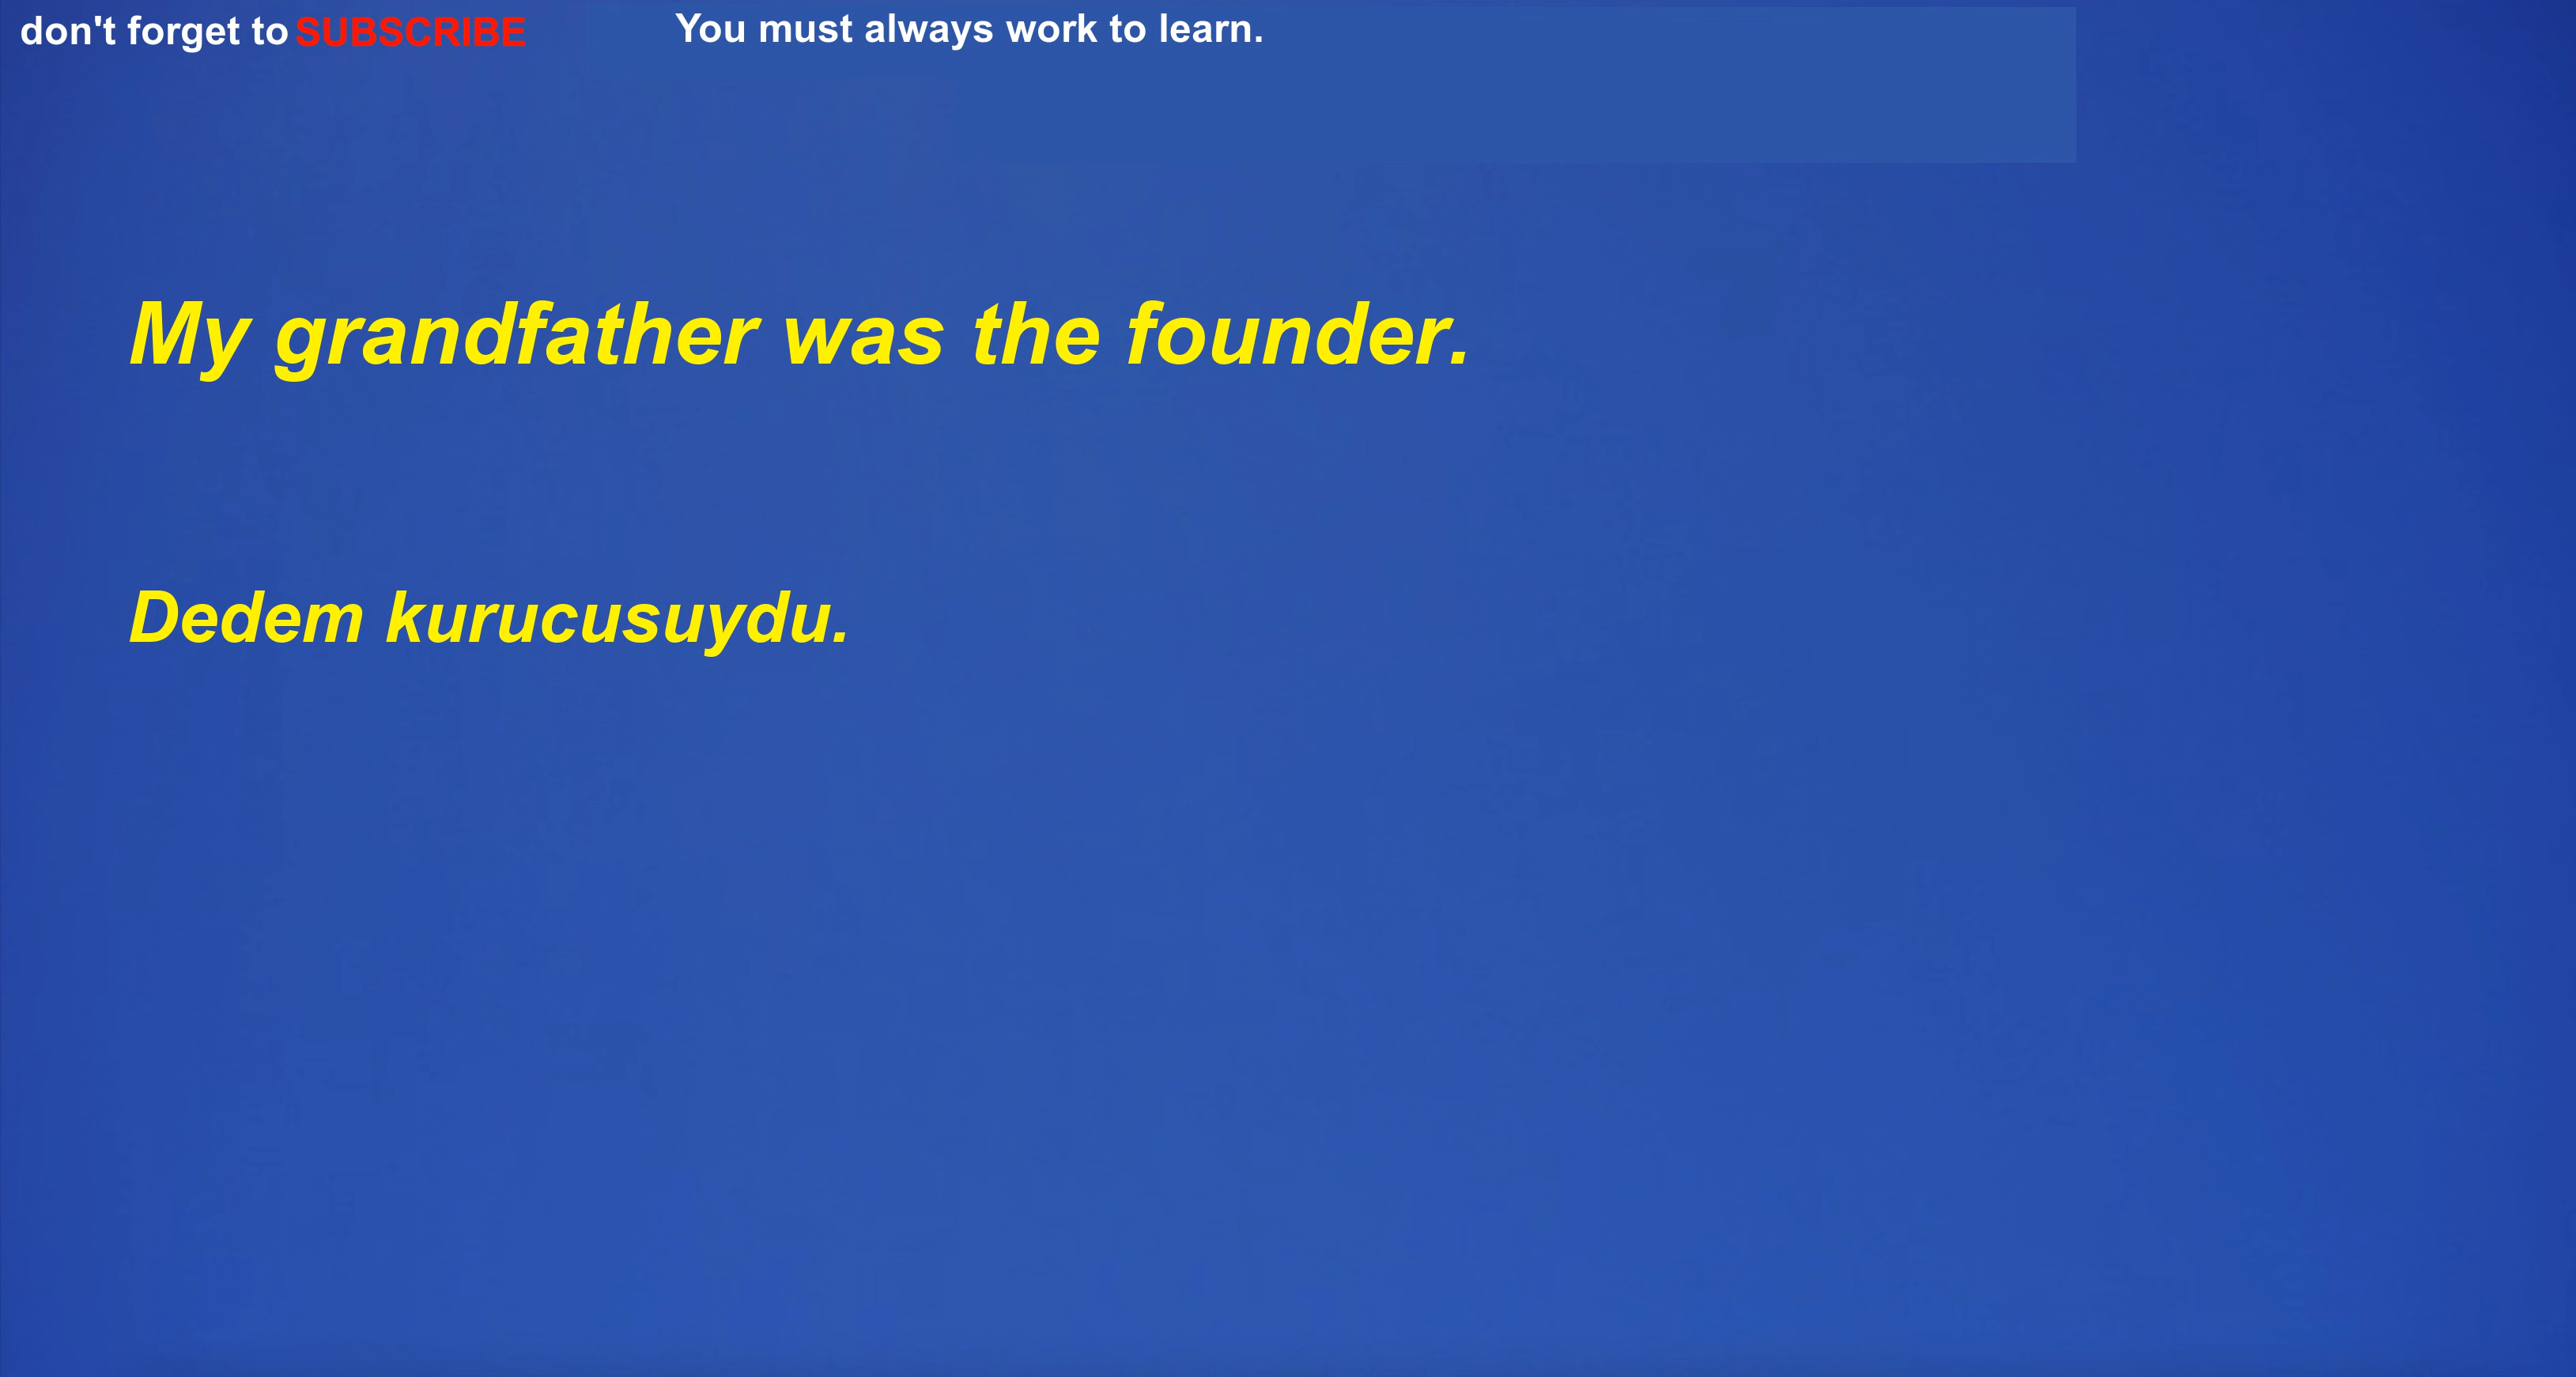 don't forget to SUBSCRIBE
You must always work to learn.
My grandfather was the founder.
Dedem kurucusuydu.